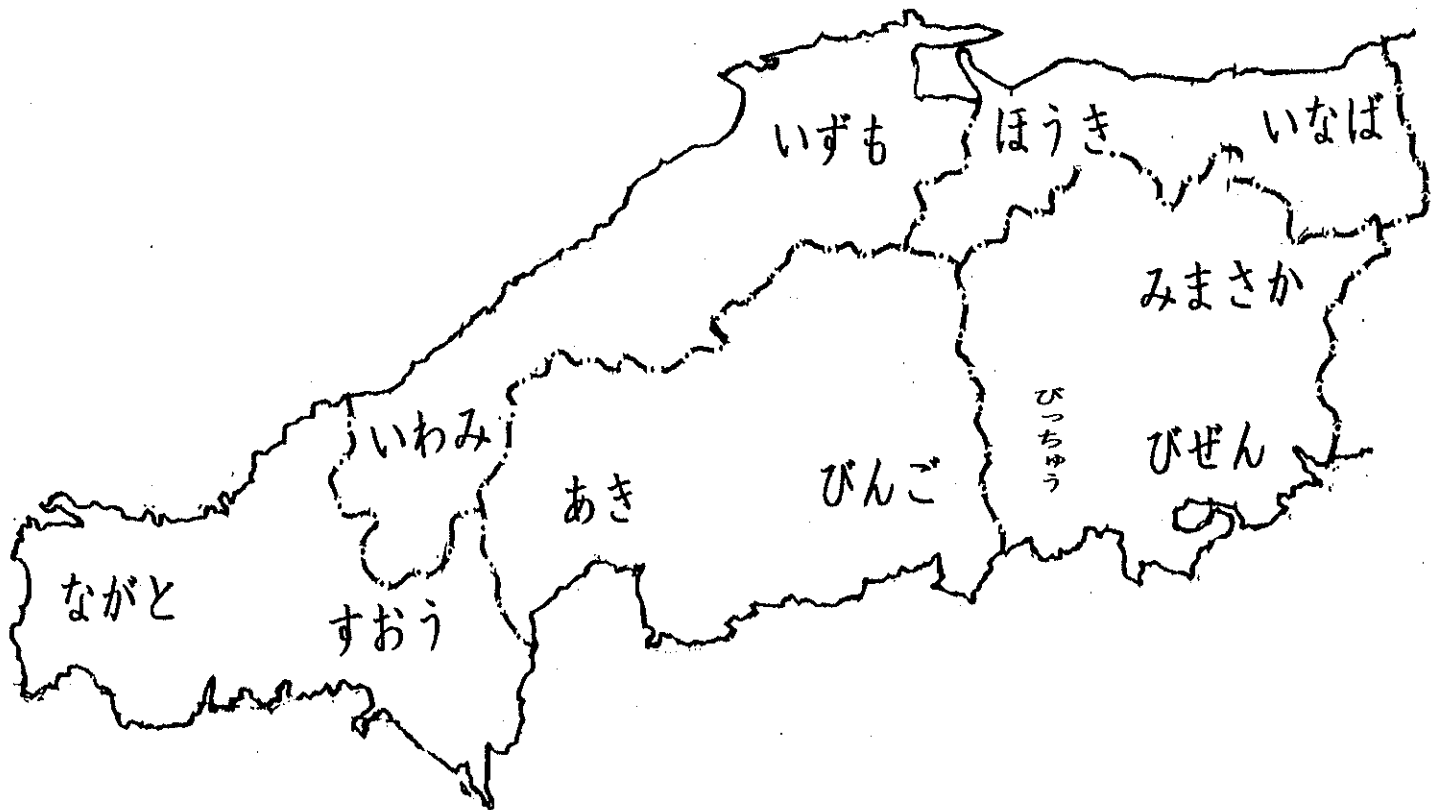 いずも
ほうき
いなば
みまさか
びっちゅう
びぜん
いわみ
あき
びんご
ながと
すおう